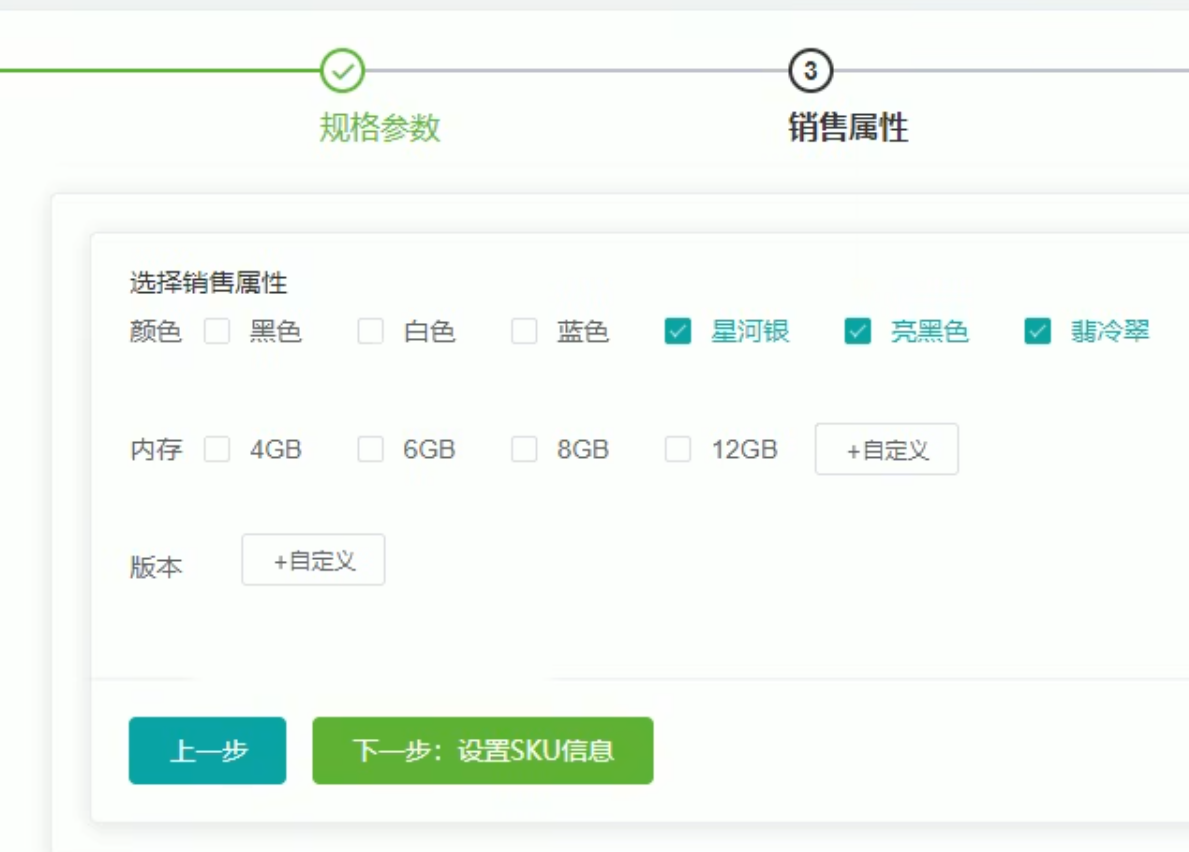 3
规格参数 销售属性
选择销售属性
颜色 黑色 白色 蓝色 星河银 亮黑色 翡冷翠
内存 4GB 6GB 8GB 12GB +自定义
版本 +自定义
上一步 下一步：设置SKU信息